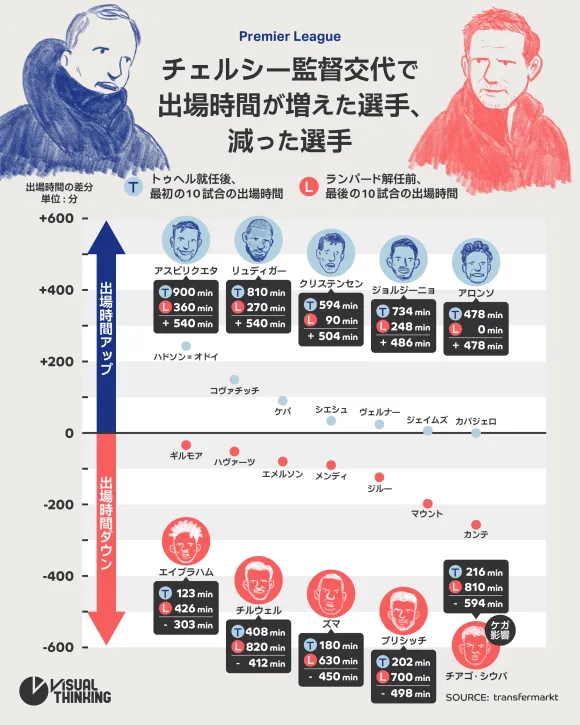 Premier League
チェルシー監督交代で
出場時間が増えた選手、
減った選手
出場時間の差分
単位 : 分
T トゥヘル就任後、
最初の10試合の出場時間
L ランパード解任前、
最後の10試合の出場時間
+600
+400
+200
0
-200
-400
-600
出場時間アップ
出場時間ダウン
アスピリクエタ
T 900 min
L 360 min
+ 540 min
リュディガー
T 810 min
L 270 min
+ 540 min
クリステンセン
T 594 min
L 90 min
+ 504 min
ジョルジーニョ
T 734 min
L 248 min
+ 486 min
アロンソ
T 478 min
L 0 min
+ 478 min
ハドソン=オドイ
コヴァチッチ
ケパ
シエシュ
ヴェルナー
ジェイムズ
カバジェロ
ギルモア
ハヴァーツ
エメルソン
メンディ
ジルー
マウント
カンテ
エイブラハム
T 123 min
L 426 min
- 303 min
チルウェル
T 408 min
L 820 min
- 412 min
ズマ
T 180 min
L 630 min
- 450 min
プリシッチ
T 202 min
L 700 min
- 498 min
T 216 min
L 810 min
- 594 min
ケガ
影響
チアゴ・シウバ
VISUAL
THINKING
SOURCE: transfermarkt